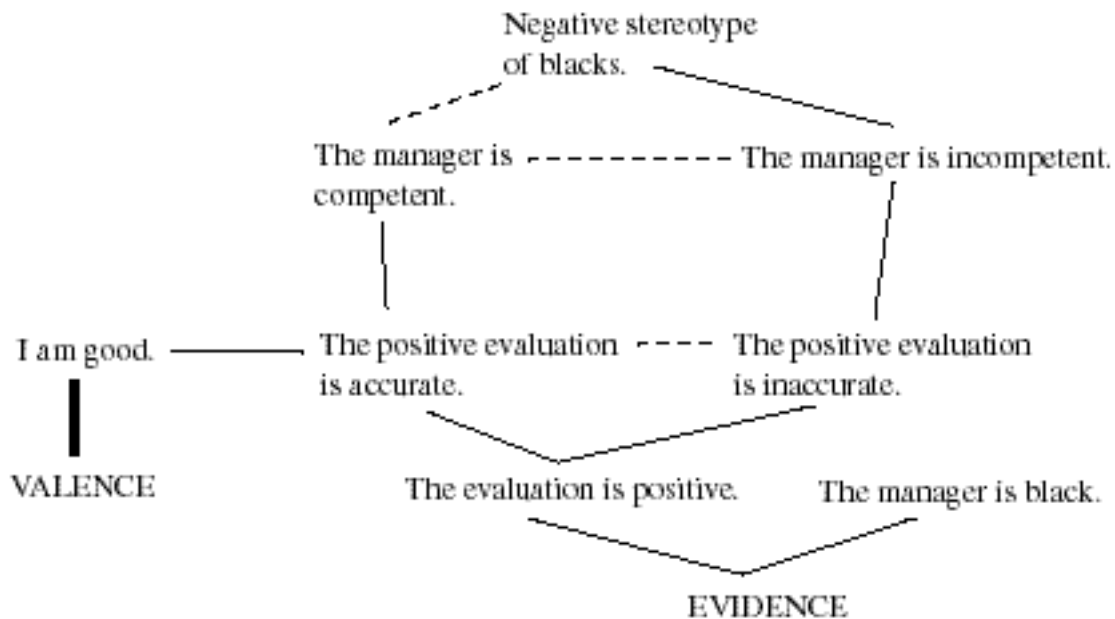 Negative stereotype
of blacks.
The manager is
competent.
The manager is incompetent.
I am good.
The positive evaluation
is accurate.
The positive evaluation
is inaccurate.
VALENCE
The evaluation is positive.
The manager is black.
EVIDENCE